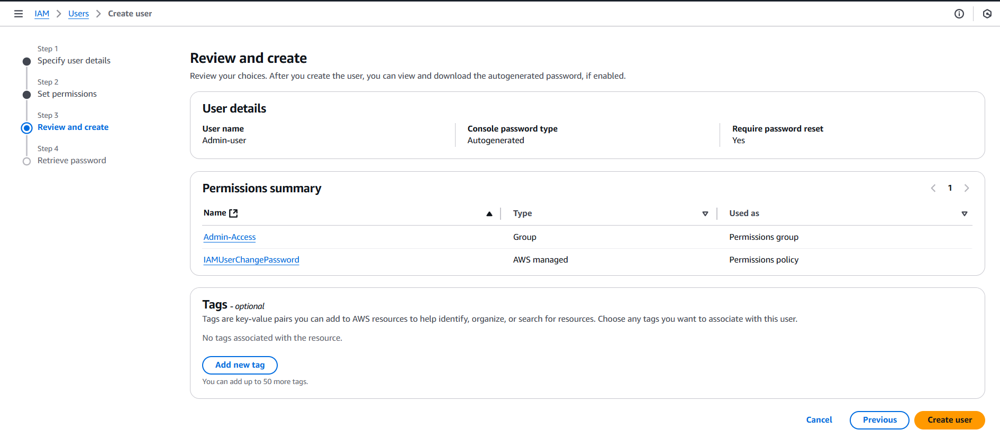 IAM > Users > Create user
Step 1
Specify user details
Step 2
Set permissions
Step 3
Review and create
Step 4
Retrieve password
Review and create
Review your choices. After you create the user, you can view and download the autogenerated password, if enabled.
User details
User name Console password type Require password reset
Admin-user Autogenerated Yes
Permissions summary 1
Name Type Used as
Admin-Access Group Permissions group
IAMUserChangePassword AWS managed Permissions policy
Tags - optional
Tags are key-value pairs you can add to AWS resources to help identify, organize, or search for resources. Choose any tags you want to associate with this user.
No tags associated with the resource.
Add new tag
You can add up to 50 more tags.
Cancel Previous Create user